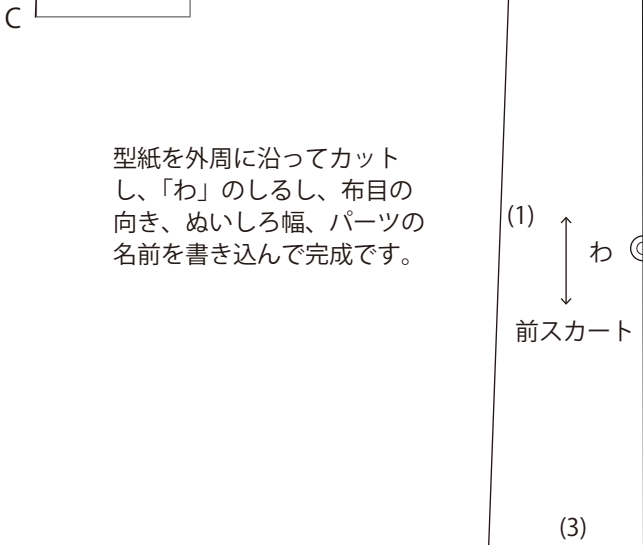 C
型紙を外周に沿ってカット
し、「わ」のしるし、布目の
向き、ぬいしろ幅、パーツの
名前を書き込んで完成です。
(1)
わ
前スカート
(3)